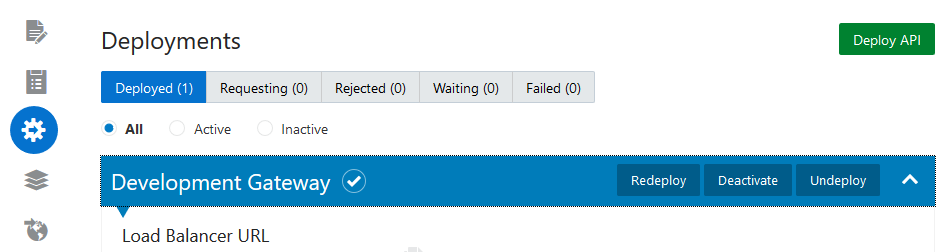 Deployments
Deploy API
Deployed (1) Requesting (0) Rejected (0) Waiting (0) Failed (0)
All Active Inactive
Development Gateway Redeploy Deactivate Undeploy
Load Balancer URL